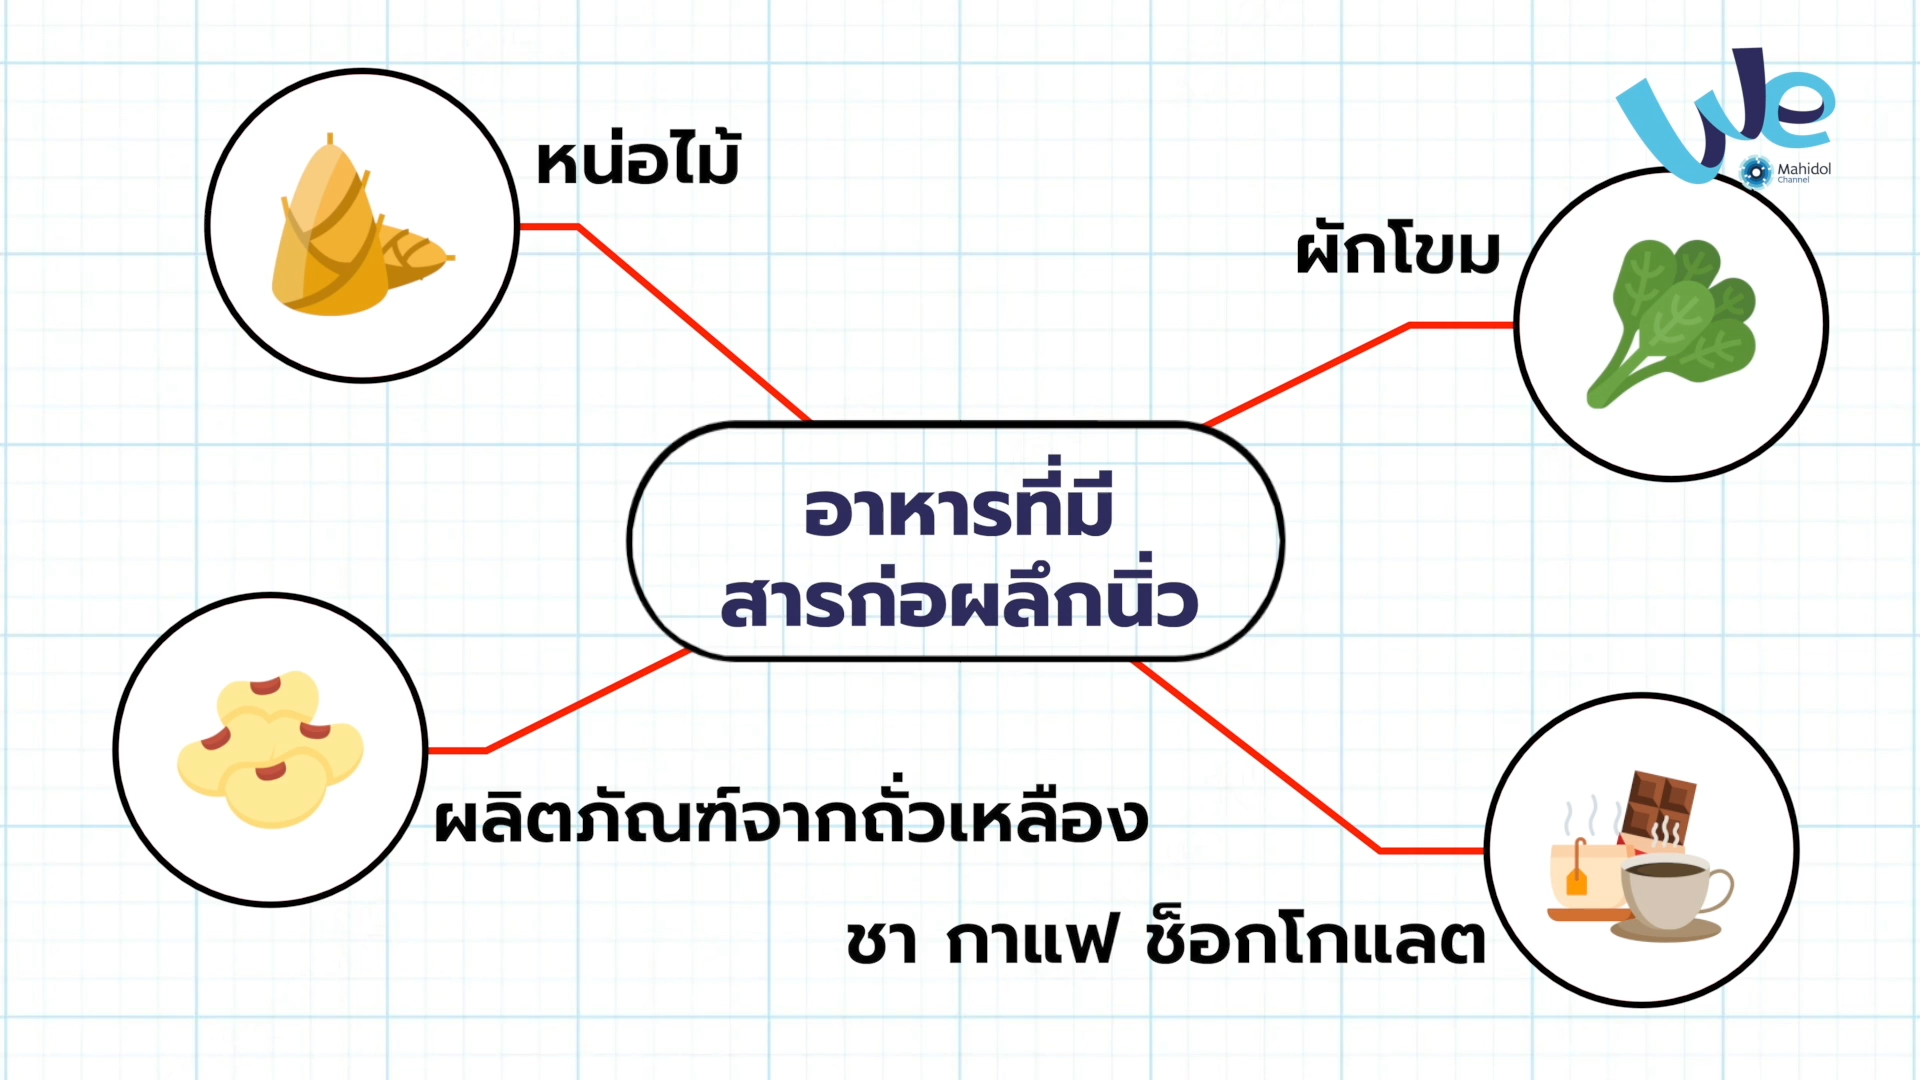 We
Mahidol
Channel
หน่อไม้
ผักโขม
อาหารที่มี
สารก่อผลึกนิ่ว
ผลิตภัณฑ์จากถั่วเหลือง
ชา กาแฟ ช็อกโกแลต